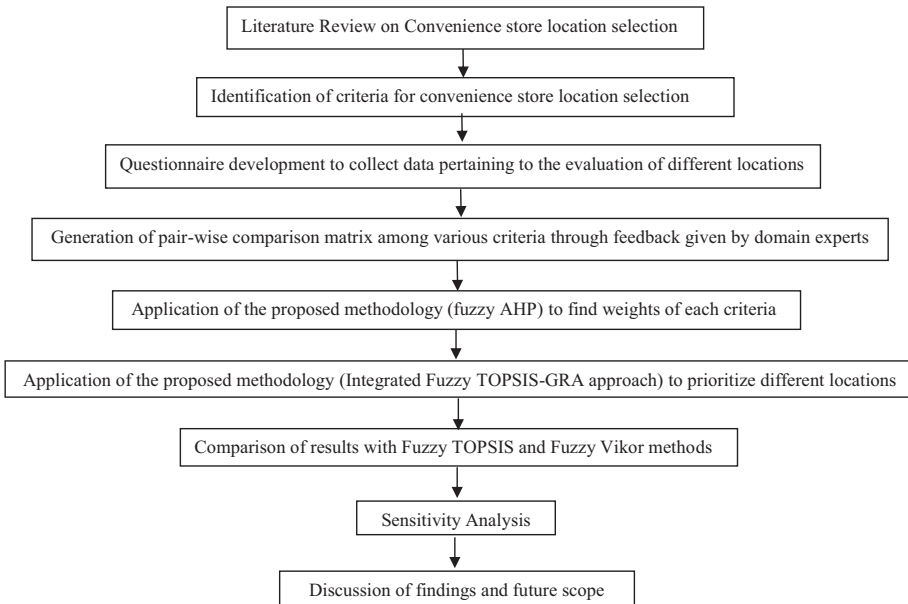 Literature Review on Convenience store location selection
Identification of criteria for convenience store location selection
Questionnaire development to collect data pertaining to the evaluation of different locations
Generation of pair-wise comparison matrix among various criteria through feedback given by domain experts
Application of the proposed methodology (fuzzy AHP) to find weights of each criteria
Application of the proposed methodology (Integrated Fuzzy TOPSIS-GRA approach) to prioritize different locations
Comparison of results with Fuzzy TOPSIS and Fuzzy Vikor methods
Sensitivity Analysis
Discussion of findings and future scope